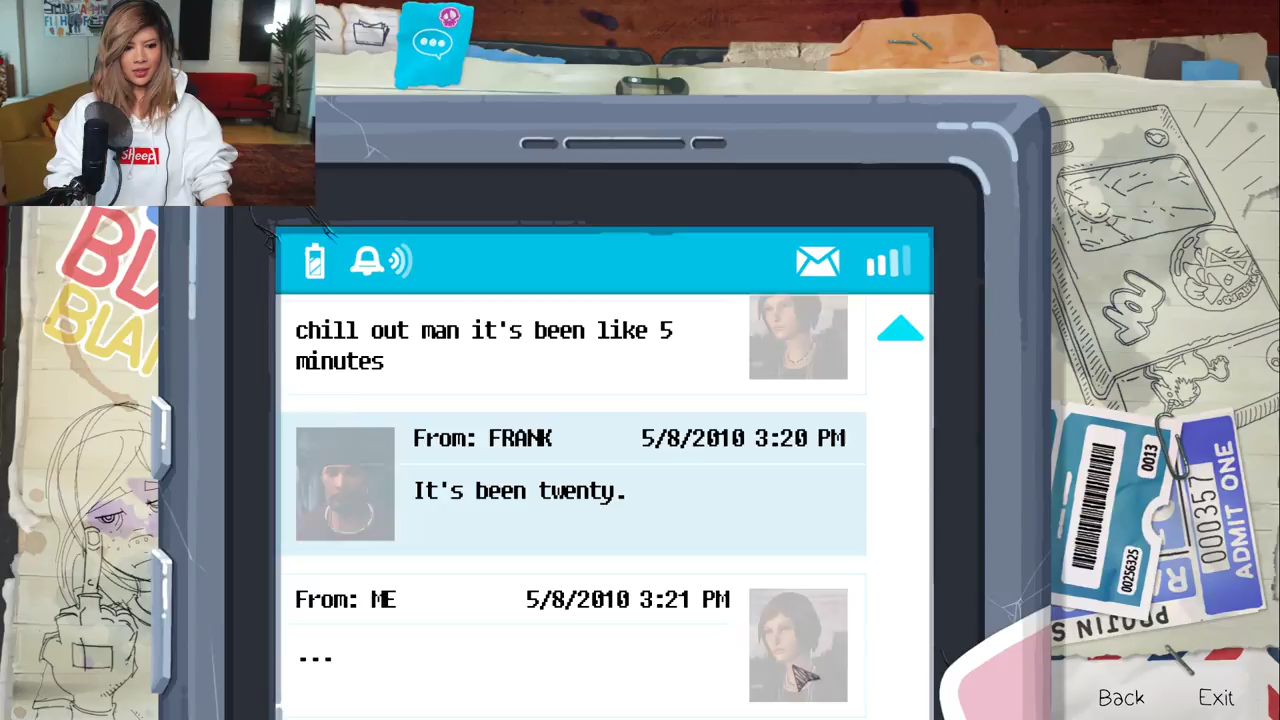 Sheep
chill out man it's been like 5
minutes
From: FRANK 5/8/2010 3:20 PM
It's been twenty.
From: ME 5/8/2010 3:21 PM
...
0013
00256325
000357
ADMIT ONE
Back Exit